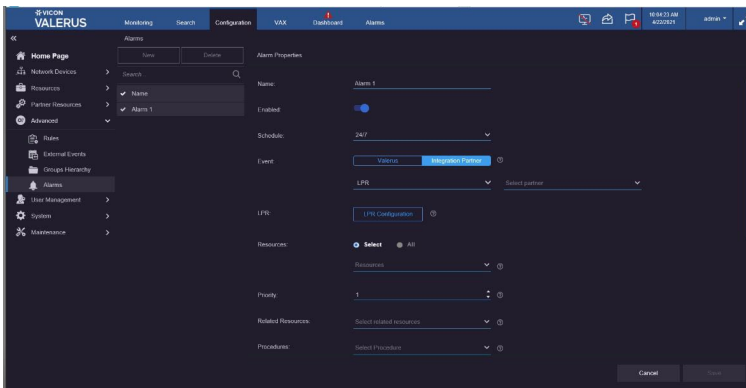 VICON
VALERUS
Monitoring Search Configuration VAX Dashboard Alarms
10:04:23 AM
4/22/2021
admin
1
Alarms
Home Page
New Delete
Alarm Properties
Network Devices
Search
Resources
Name
Name:
Alarm 1
Partner Resources
Alarm 1
Enabled:
Advanced
Rules
Schedule:
24/7
External Events
Event:
Valerus Integration Partner
Groups Hierarchy
Alarms
LPR
Select partner
User Management
System
LPR:
LPR Configuration
Maintenance
Resources:
Select All
Resources
Priority:
1
Related Resources:
Select related resources
Procedures:
Select Procedure
Cancel Save